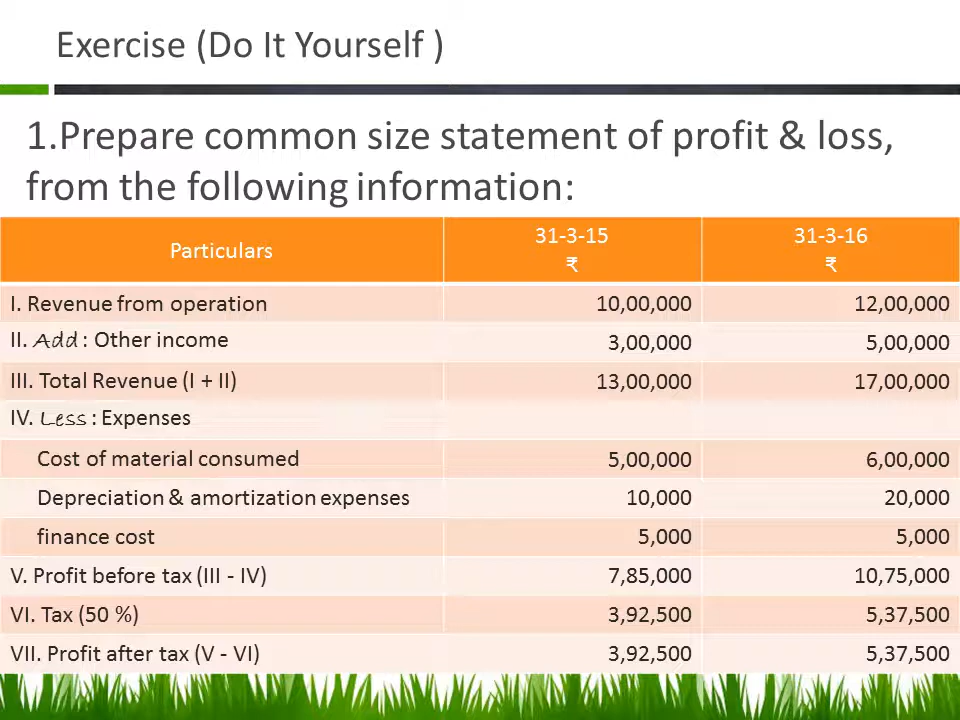 Exercise (Do It Yourself )
1.Prepare common size statement of profit & loss,
from the following information:
Particulars 31-3-15 ₹ 31-3-16 ₹
I. Revenue from operation 10,00,000 12,00,000
II. Add : Other income 3,00,000 5,00,000
III. Total Revenue (I + II) 13,00,000 17,00,000
IV. Less : Expenses
Cost of material consumed 5,00,000 6,00,000
Depreciation & amortization expenses 10,000 20,000
finance cost 5,000 5,000
V. Profit before tax (III - IV) 7,85,000 10,75,000
VI. Tax (50 %) 3,92,500 5,37,500
VII. Profit after tax (V - VI) 3,92,500 5,37,500